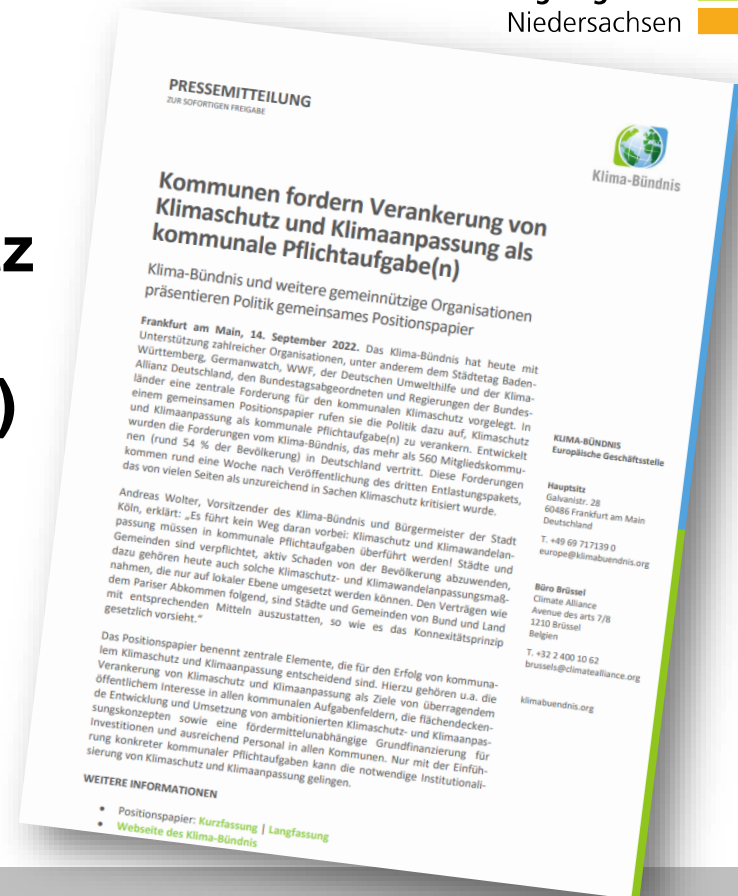 Niedersachsen
z
)
PRESSEMITTEILUNG
ZUR SOFORTIGEN FREIGABE
Klima-Bündnis
Kommunen fordern Verankerung von
Klimaschutz und Klimaanpassung als
kommunale Pflichtaufgabe(n)
Klima-Bündnis und weitere gemeinnützige Organisationen
präsentieren Politik gemeinsames Positionspapier
Frankfurt am Main, 14. September 2022. Das Klima-Bündnis hat heute mit
Unterstützung zahlreicher Organisationen, unter anderem dem Städtetag Baden-
Württemberg, Germanwatch, WWF, der Deutschen Umwelthilfe und der Klima-
Allianz Deutschland, den Bundestagsabgeordneten und Regierungen der Bundes-
länder eine zentrale Forderung für den kommunalen Klimaschutz vorgelegt. In
einem gemeinsamen Positionspapier rufen sie die Politik dazu auf, Klimaschutz
und Klimaanpassung als kommunale Pflichtaufgabe(n) zu verankern. Entwickelt
wurden die Forderungen vom Klima-Bündnis, das mehr als 560 Mitgliedskommu-
nen (rund 54 % der Bevölkerung) in Deutschland vertritt. Diese Forderungen
kommen rund eine Woche nach Veröffentlichung des dritten Entlastungspakets,
das von vielen Seiten als unzureichend in Sachen Klimaschutz kritisiert wurde.
Andreas Wolter, Vorsitzender des Klima-Bündnis und Bürgermeister der Stadt
Köln, erklärt: „Es führt kein Weg daran vorbei: Klimaschutz und Klimawandelan-
passung müssen in kommunale Pflichtaufgaben überführt werden! Städte und
Gemeinden sind verpflichtet, aktiv Schaden von der Bevölkerung abzuwenden,
dazu gehören heute auch solche Klimaschutz- und Klimawandelanpassungsmaß-
nahmen, die nur auf lokaler Ebene umgesetzt werden können. Den Verträgen wie
dem Pariser Abkommen folgend, sind Städte und Gemeinden von Bund und Land
mit entsprechenden Mitteln auszustatten, so wie es das Konnexitätsprinzip
gesetzlich vorsieht.“
Das Positionspapier benennt zentrale Elemente, die für den Erfolg von kommuna-
lem Klimaschutz und Klimaanpassung entscheidend sind. Hierzu gehören u.a. die
Verankerung von Klimaschutz und Klimaanpassung als Ziele von überragendem
öffentlichem Interesse in allen kommunalen Aufgabenfeldern, die flächendecken-
de Entwicklung und Umsetzung von ambitionierten Klimaschutz- und Klimaanpas-
sungskonzepten sowie eine fördermittelunabhängige Grundfinanzierung für
Investitionen und ausreichend Personal in allen Kommunen. Nur mit der Einfüh-
rung konkreter kommunaler Pflichtaufgaben kann die notwendige Institutionali-
sierung von Klimaschutz und Klimaanpassung gelingen.
WEITERE INFORMATIONEN
• Positionspapier: Kurzfassung | Langfassung
• Webseite des Klima-Bündnis
KLIMA-BÜNDNIS
Europäische Geschäftsstelle
Hauptsitz
Galvanistr. 28
60486 Frankfurt am Main
Deutschland
T. +49 69 717139 0
europe@klimabuendnis.org
Büro Brüssel
Climate Alliance
Avenue des arts 7/8
1210 Brüssel
Belgien
T. +32 2 400 10 62
brussels@climatealliance.org
klimabuendnis.org